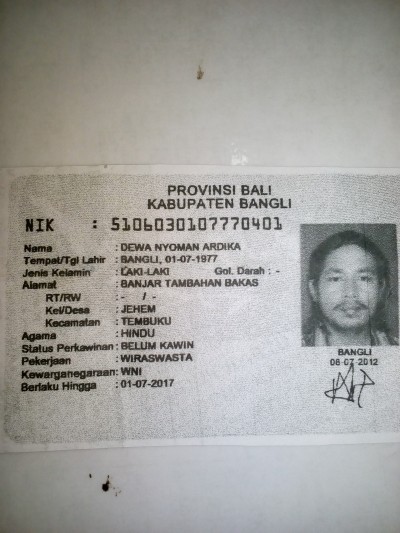 PROVINSI BALI
KABUPATEN BANGLI
NIK : 5106030107770401
Nama : DEWA NYOMAN ARDIKA
Tempat/Tgl Lahir : BANGLI, 01-07-1977
Jenis Kelamin : LAKI-LAKI Gol. Darah : -
Alamat : BANJAR TAMBAHAN BAKAS
RT/RW : - / -
Kel/Desa : JEHEM
Kecamatan : TEMBUKU
Agama : HINDU
Status Perkawinan : BELUM KAWIN
Pekerjaan : WIRASWASTA
Kewarganegaraan : WNI
Berlaku Hingga : 01-07-2017
BANGLI
08-07-2012